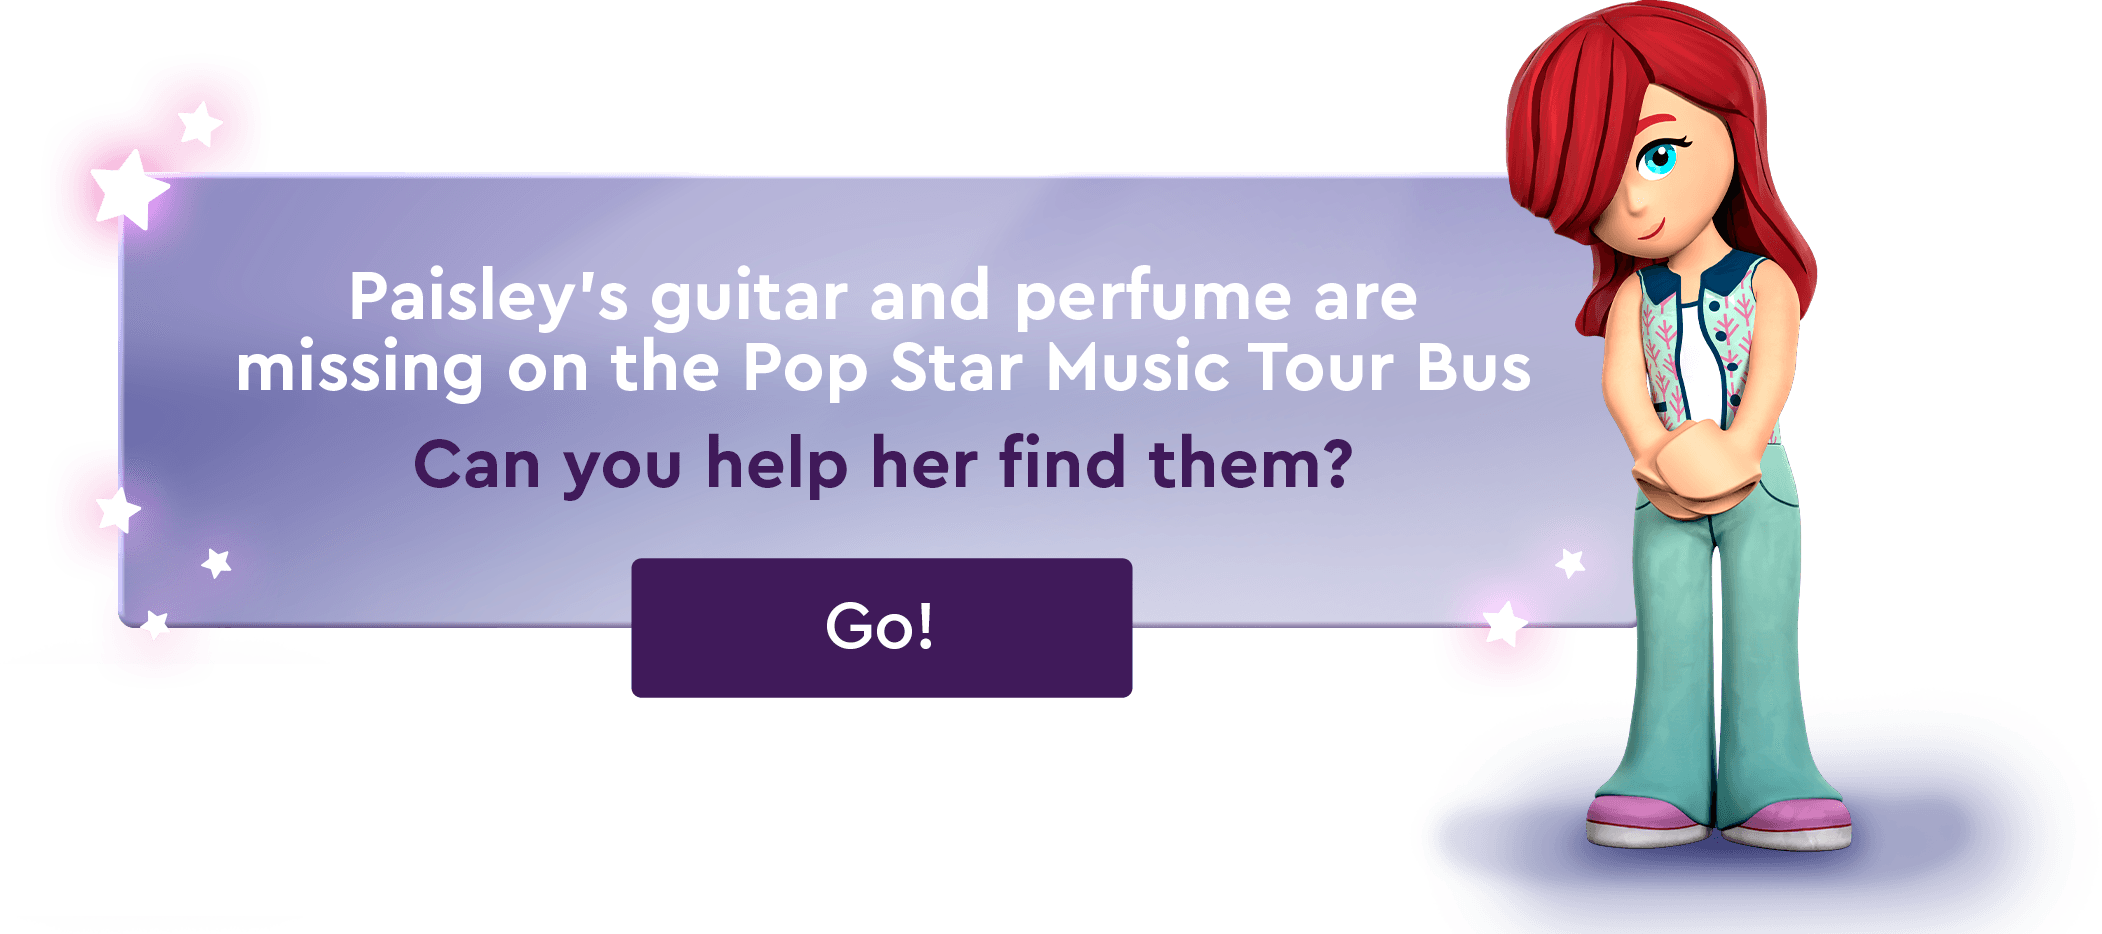 Paisley's guitar and perfume are
missing on the Pop Star Music Tour Bus
Can you help her find them?
Go!